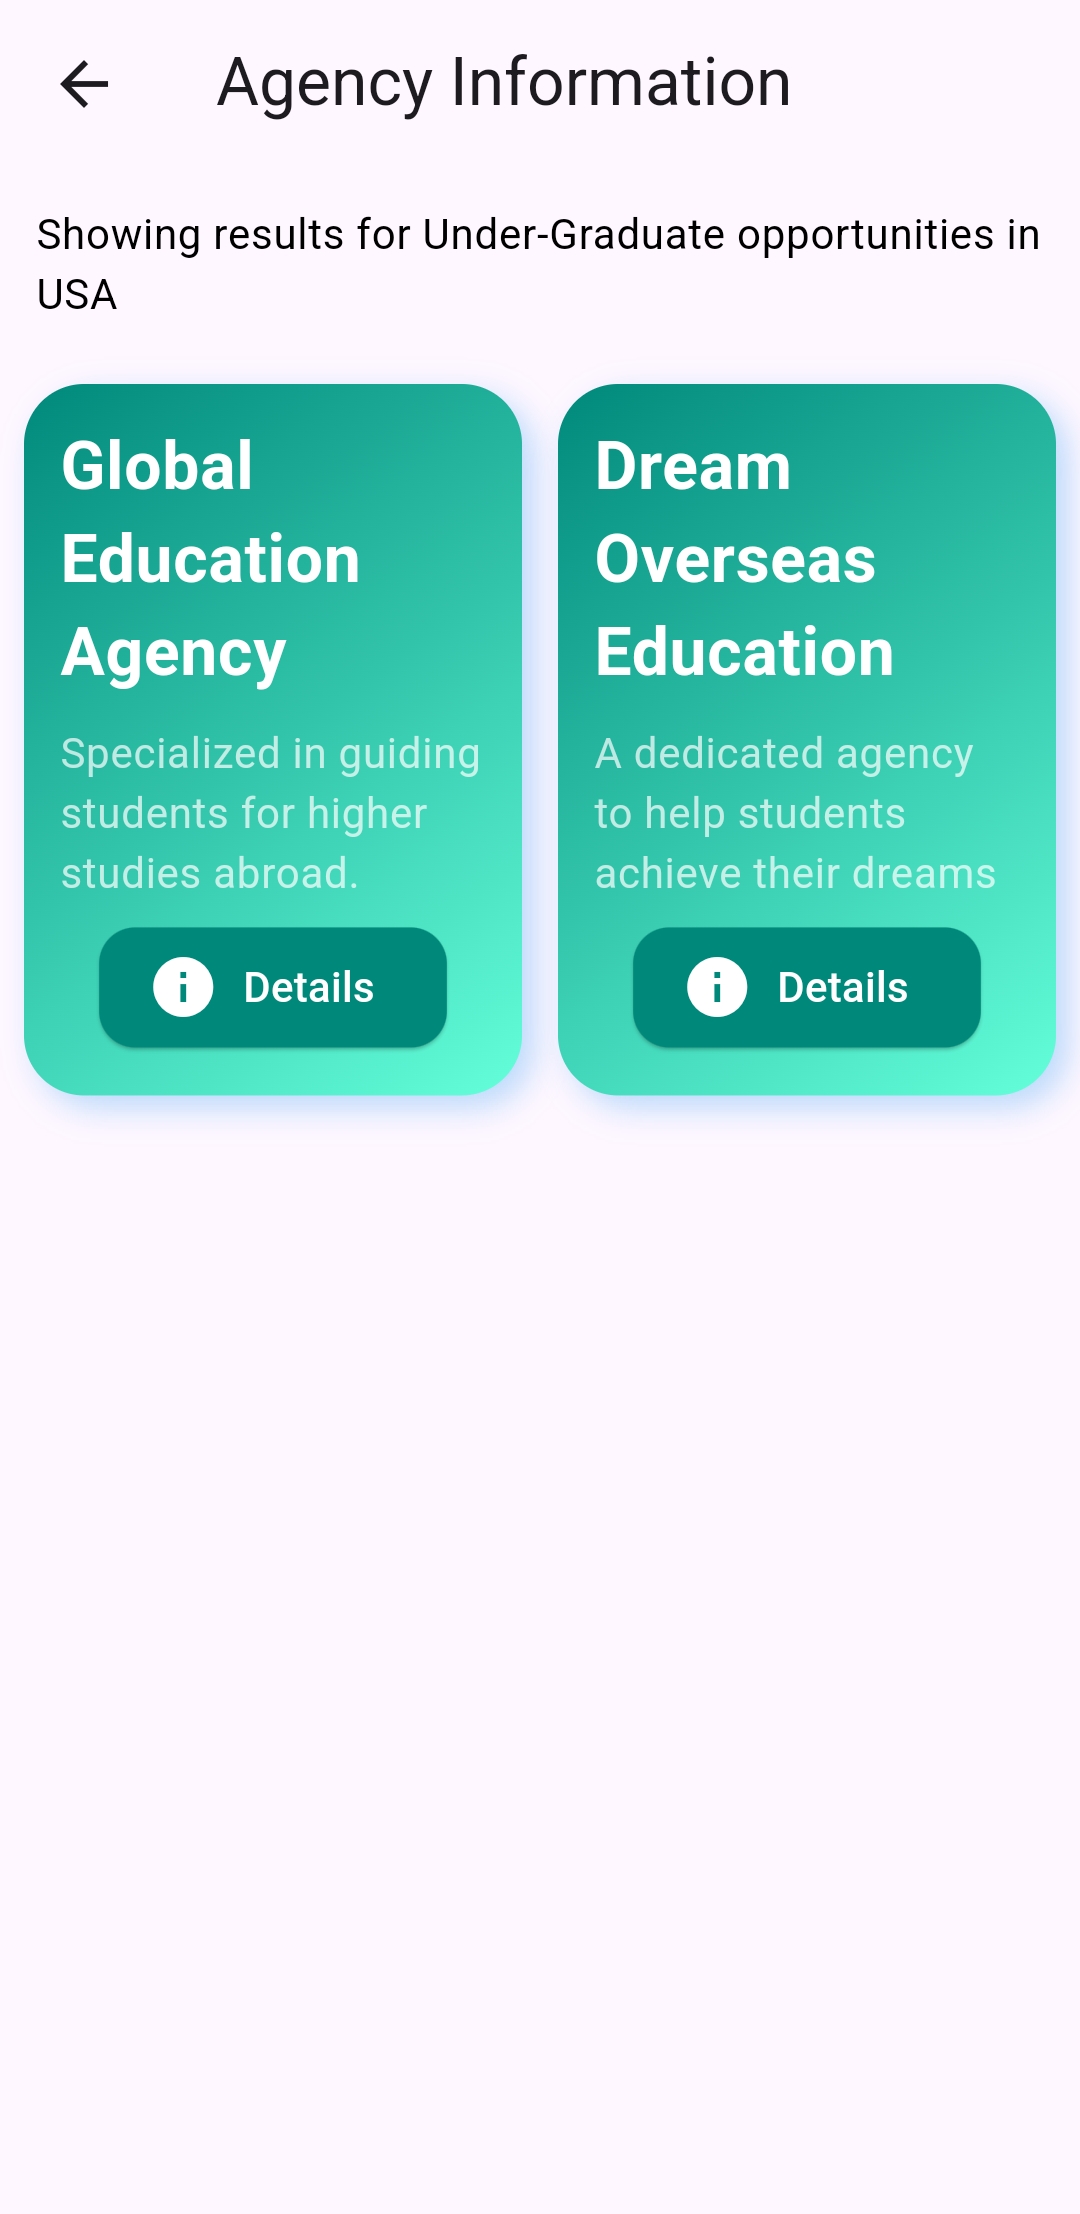 Agency Information
Showing results for Under-Graduate opportunities in
USA
Global
Education
Agency
Specialized in guiding
students for higher
studies abroad.
Details
Dream
Overseas
Education
A dedicated agency
to help students
achieve their dreams
Details